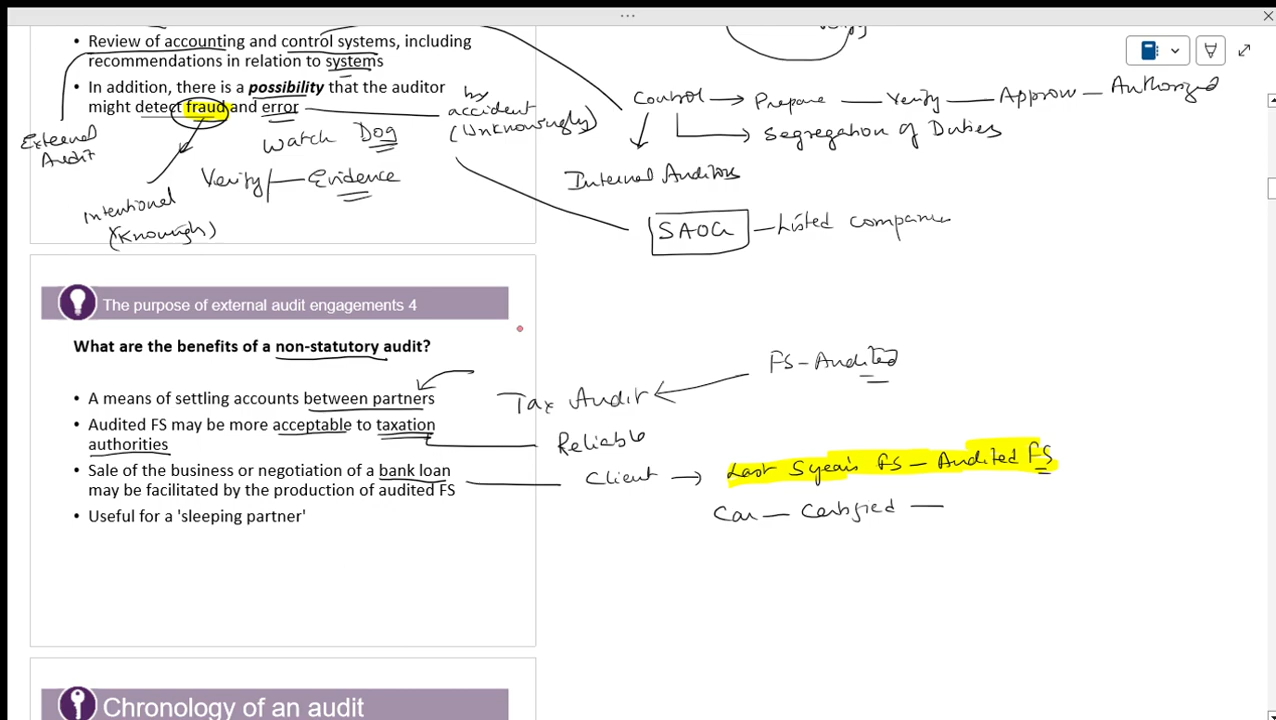 • Review of accounting and control systems, including
recommendations in relation to systems
• In addition, there is a possibility that the auditor
might detect fraud and error
External
Audit
Intentional
(Knowingly)
Watch Dog
Verify — Evidence
by
accident
(Unknowingly)
Control → Prepare — Verify — Approve — Authorized
→ Segregation of Duties
Internal Auditors
SAOG — Listed companies
The purpose of external audit engagements 4
What are the benefits of a non-statutory audit?
• A means of settling accounts between partners
• Audited FS may be more acceptable to taxation
authorities
• Sale of the business or negotiation of a bank loan
may be facilitated by the production of audited FS
• Useful for a 'sleeping partner'
FS - Audited
Tax Audit
Reliable
Client → Last 5 years FS - Audited FS
Car — Certified —
Chronology of an audit